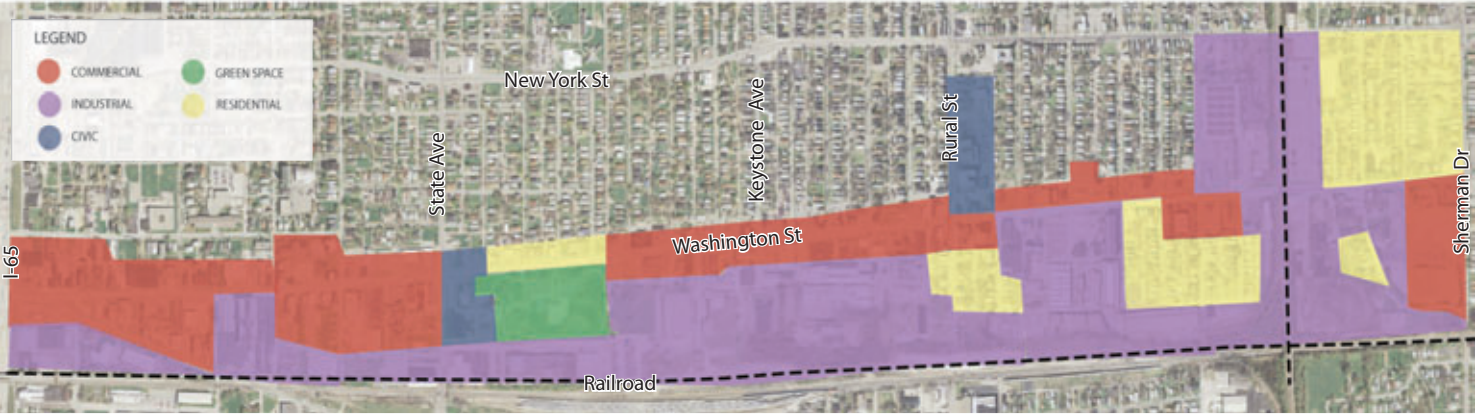 LEGEND
COMMERCIAL
GREEN SPACE
INDUSTRIAL
RESIDENTIAL
CIVIC
New York St
State Ave
Keystone Ave
Rural St
Washington St
I-65
Sherman Dr
Railroad